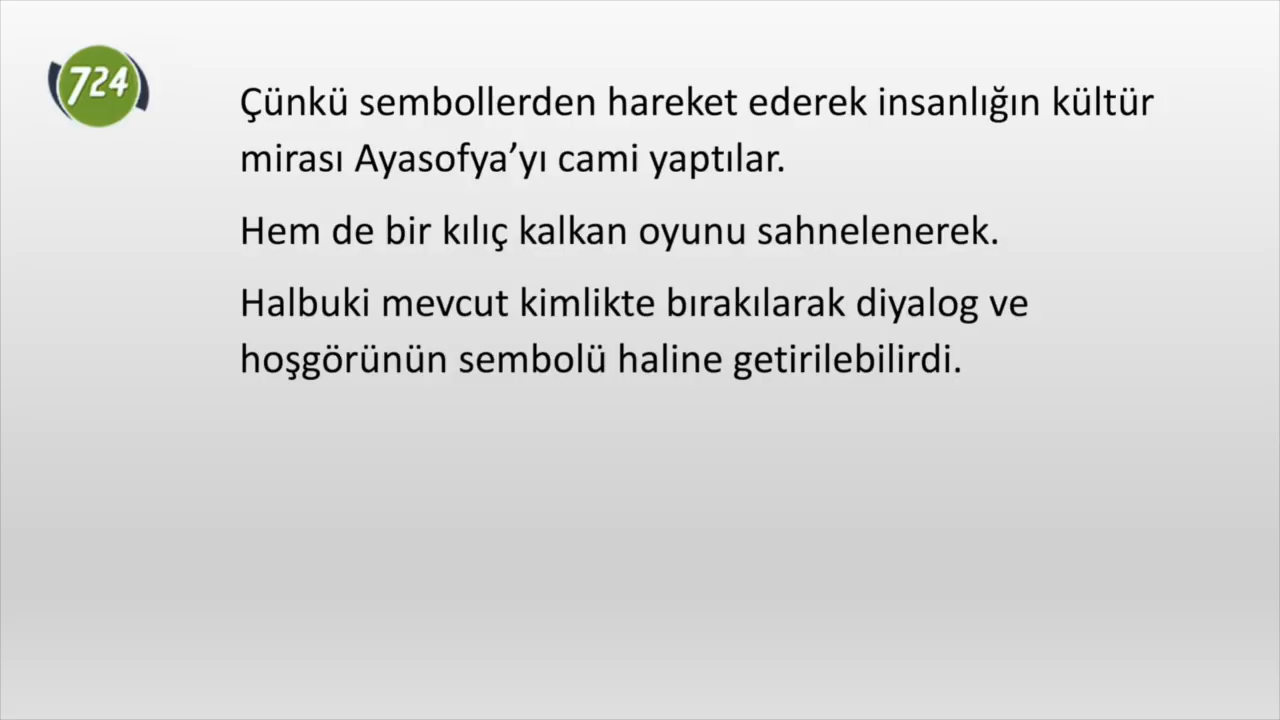 724
Çünkü sembollerden hareket ederek insanlığın kültür
mirası Ayasofya’yı cami yaptılar.
Hem de bir kılıç kalkan oyunu sahnelenerek.
Halbuki mevcut kimlikte bırakılarak diyalog ve
hoşgörünün sembolü haline getirilebilirdi.